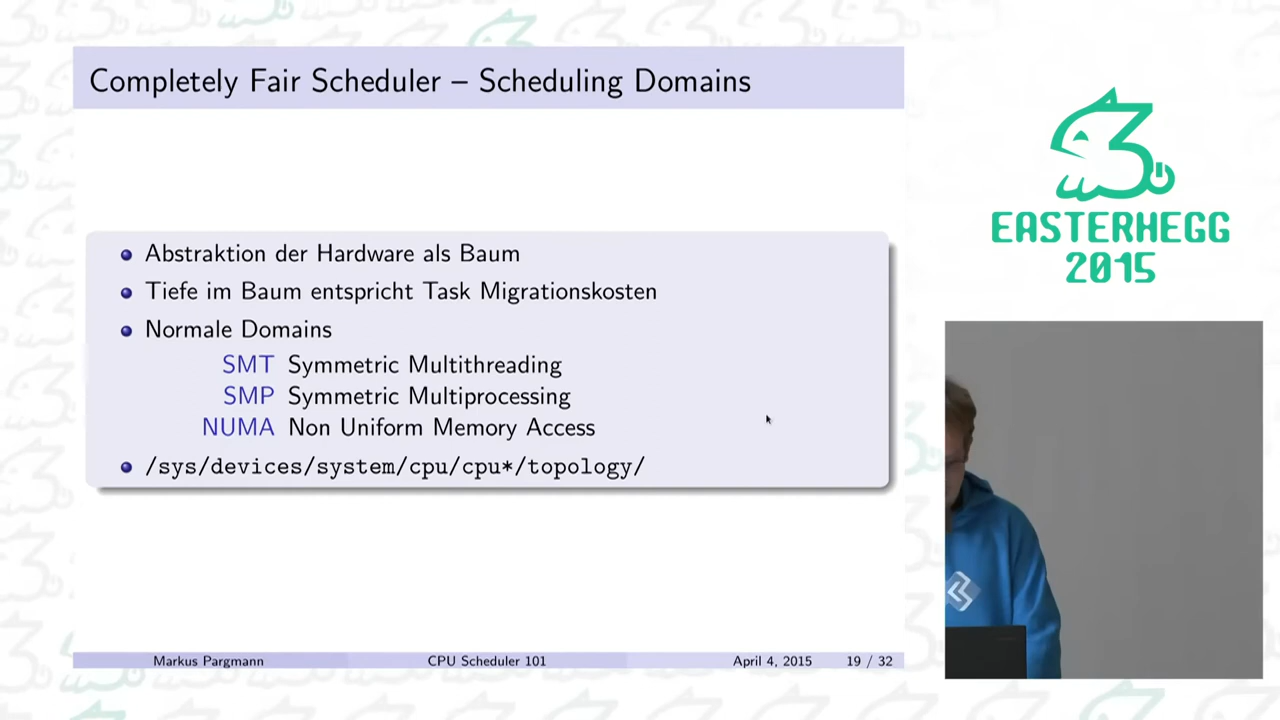 Completely Fair Scheduler – Scheduling Domains
Abstraktion der Hardware als Baum
Tiefe im Baum entspricht Task Migrationskosten
Normale Domains
SMT Symmetric Multithreading
SMP Symmetric Multiprocessing
NUMA Non Uniform Memory Access
/sys/devices/system/cpu/cpu*/topology/
Markus Pargmann CPU Scheduler 101 April 4, 2015 19 / 32
EASTERHEGG
2015